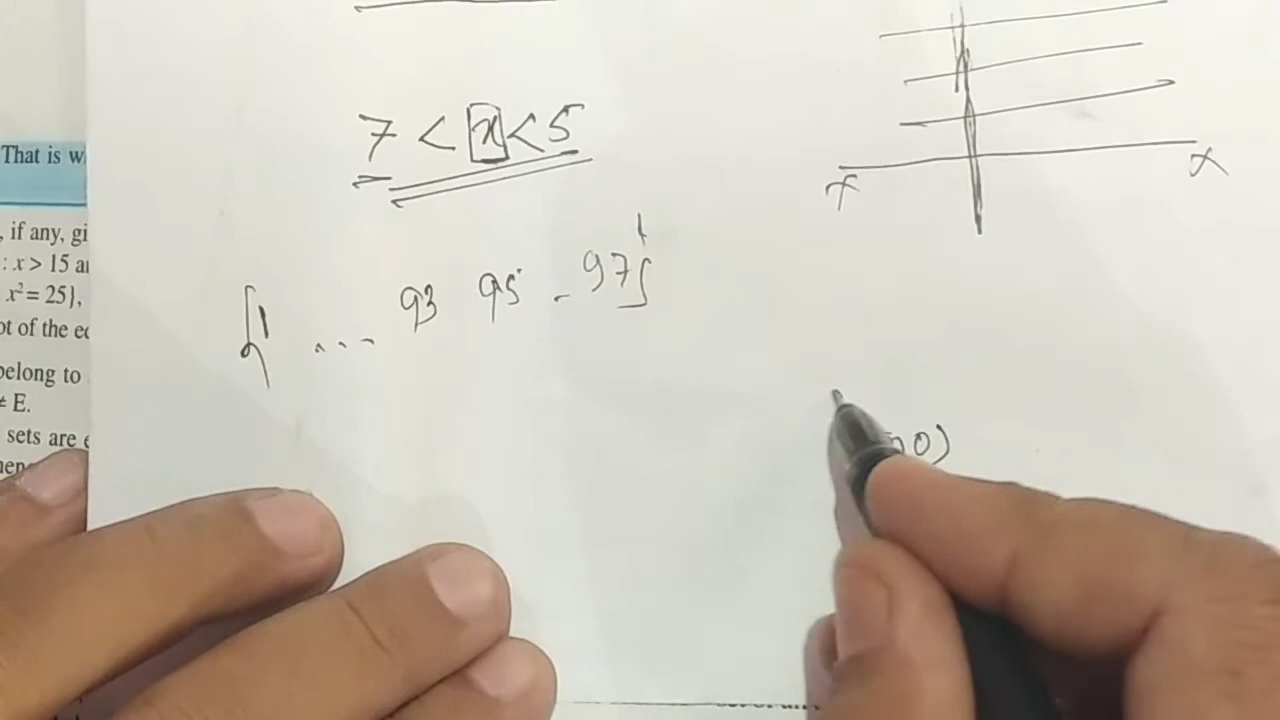 That is w
, if any, gi
: x > 15 a
x² = 25},
ot of the e
belong to
≠ E.
sets are e
7 < x < 5
{1 ... 93 95 - 97}
x x
0)